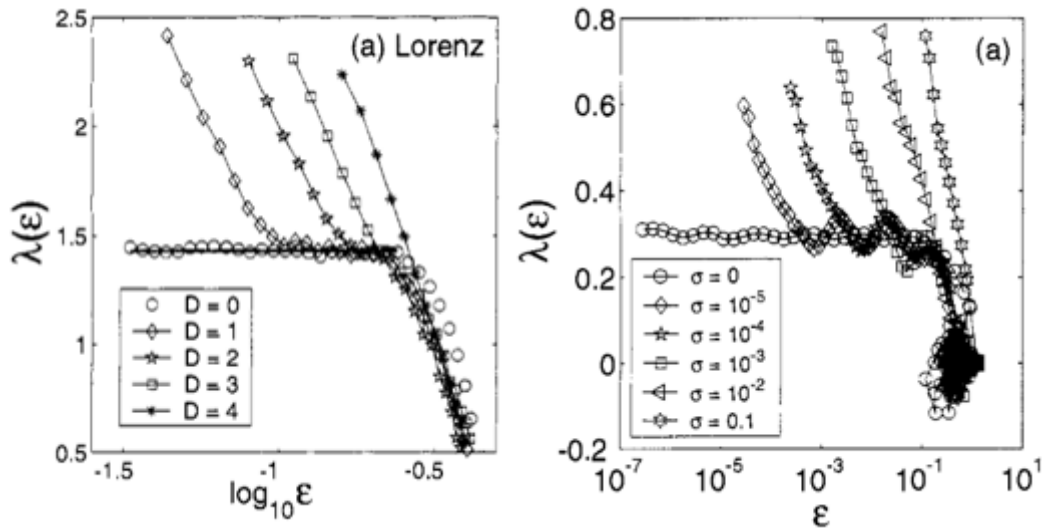 (a) Lorenz
2.5
2
1.5
1
0.5
λ(ε)
D = 0
D = 1
D = 2
D = 3
D = 4
-1.5
-1
-0.5
log₁₀ε
(a)
0.8
0.6
0.4
0.2
0
-0.2
λ(ε)
σ = 0
σ = 10⁻⁵
σ = 10⁻⁴
σ = 10⁻³
σ = 10⁻²
σ = 0.1
10⁻⁷
10⁻⁵
10⁻³
10⁻¹
10¹
ε